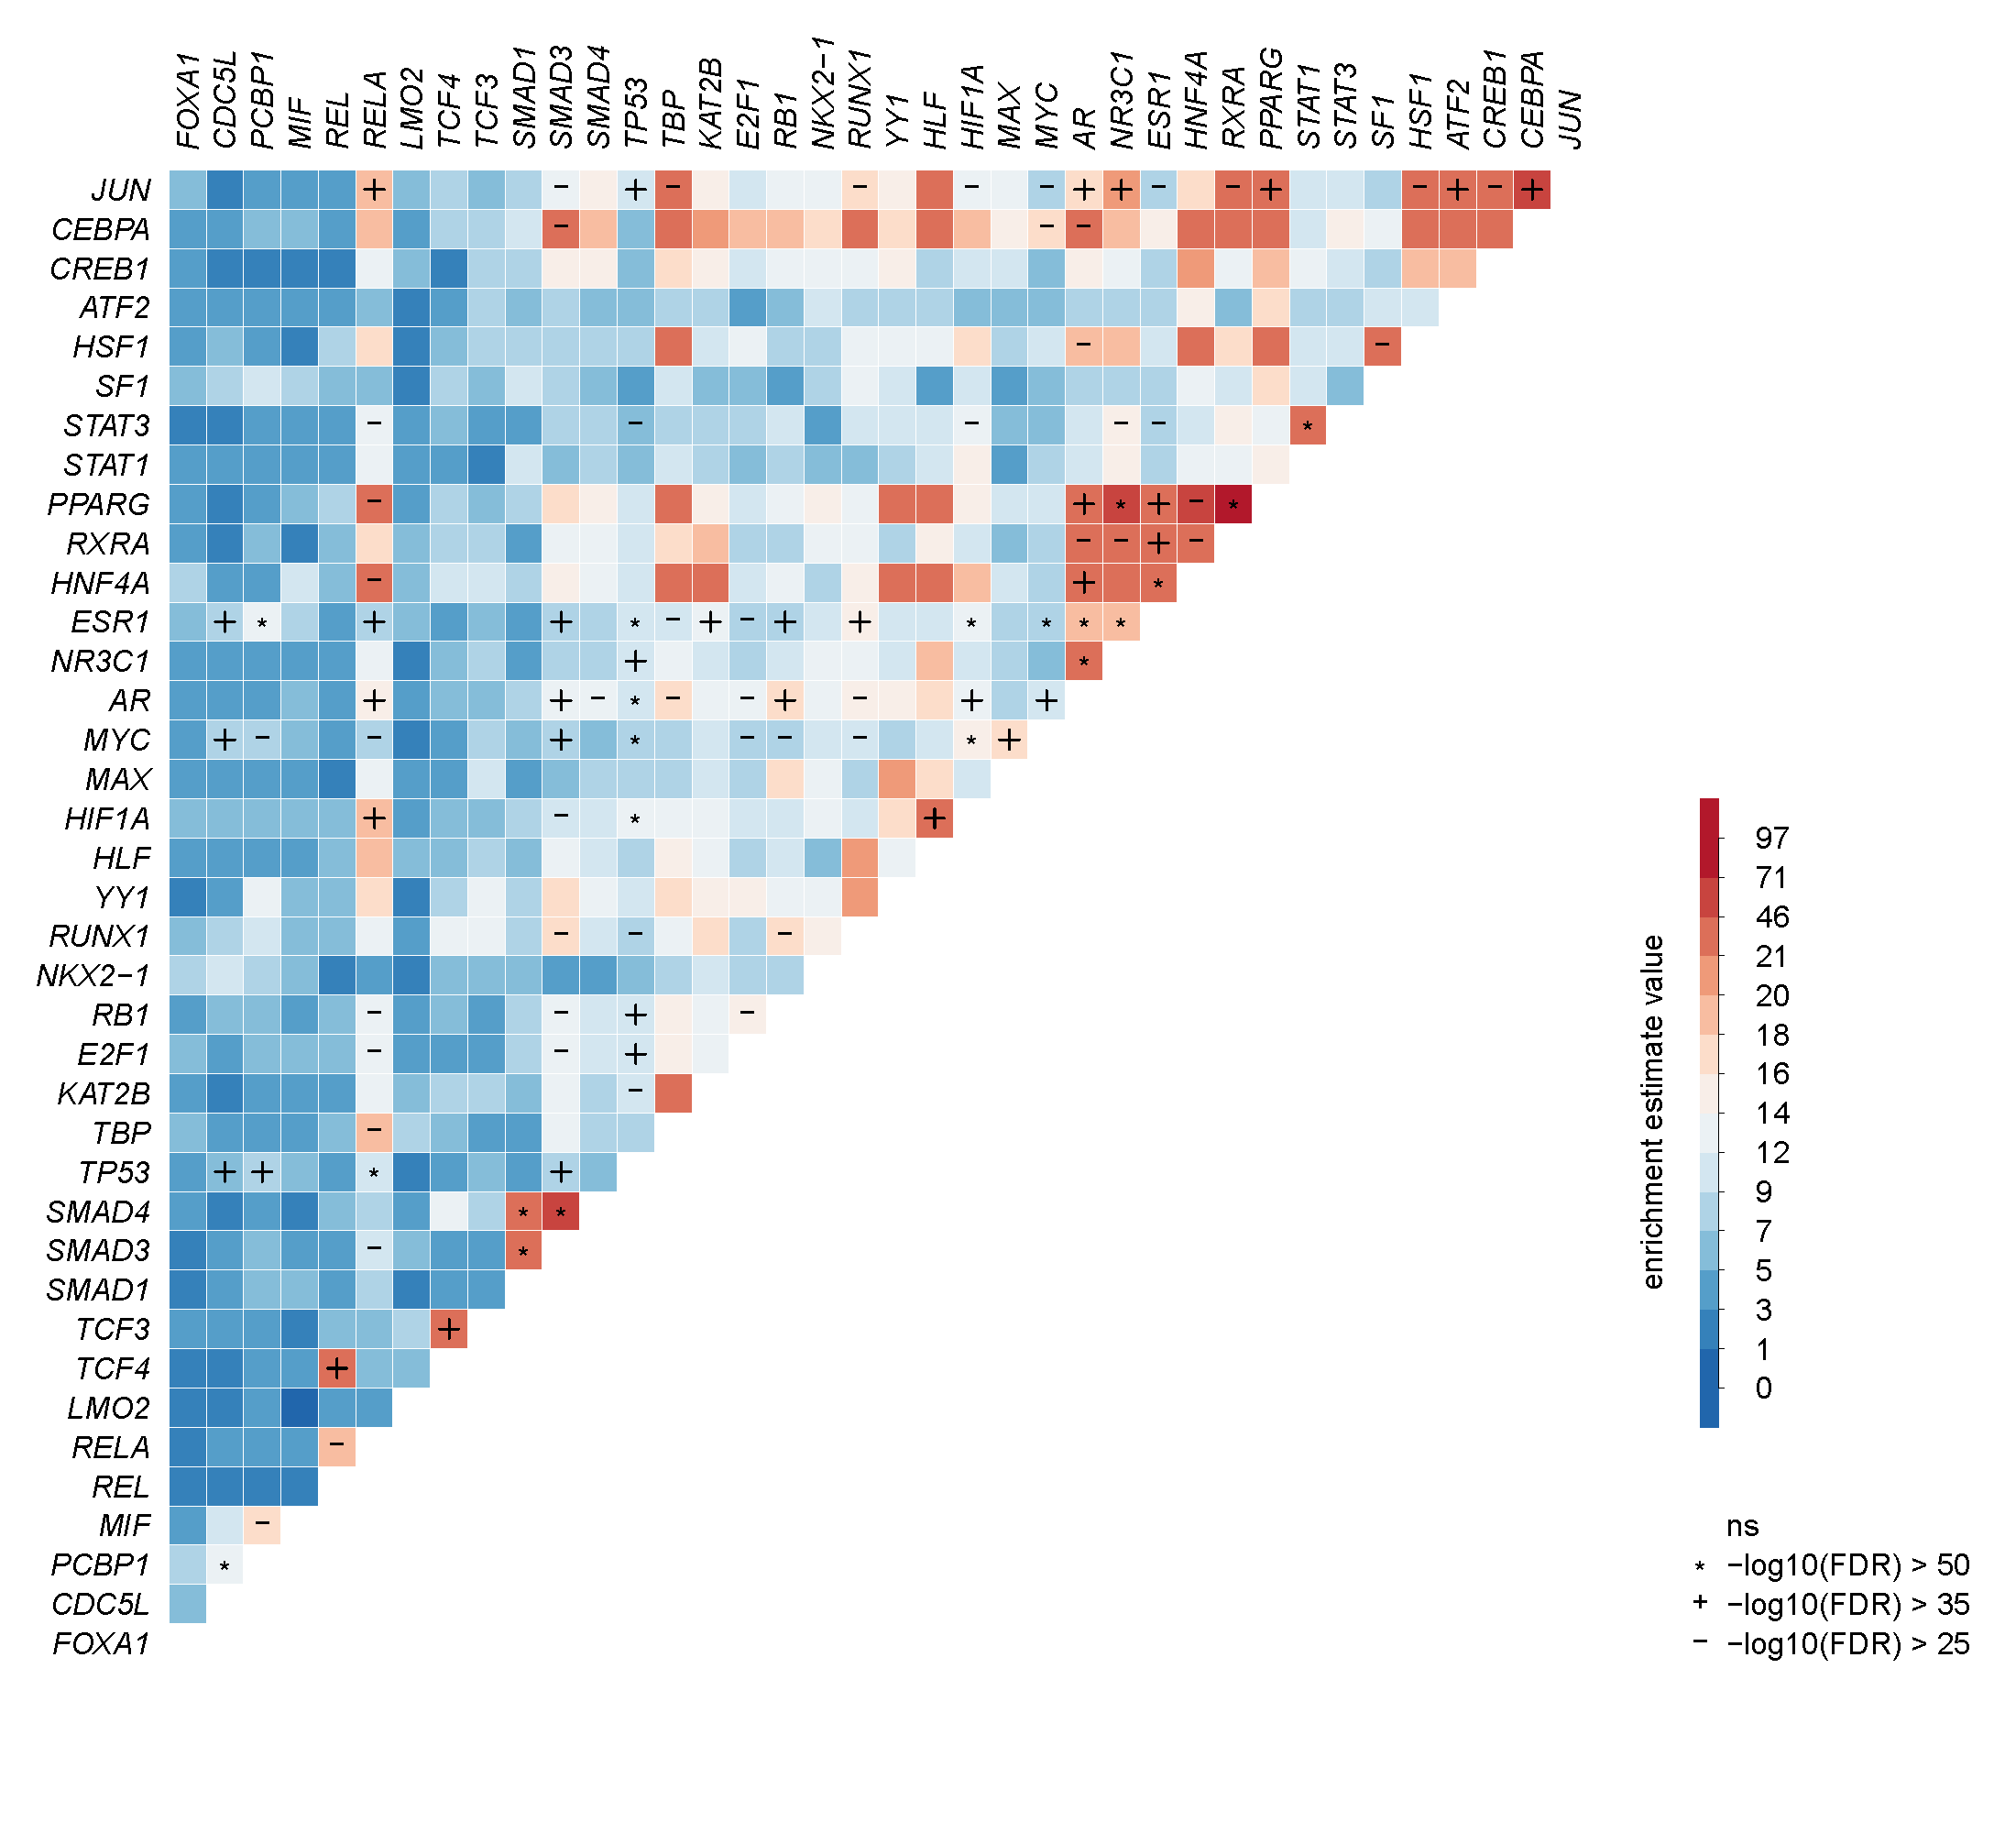 FOXA1
CDC5L
PCBP1
MIF
REL
RELA
LMO2
TCF4
TCF3
SMAD1
SMAD3
SMAD4
TP53
TBP
KAT2B
E2F1
RB1
NKX2−1
RUNX1
YY1
HLF
HIF1A
MAX
MYC
AR
NR3C1
ESR1
HNF4A
RXRA
PPARG
STAT1
STAT3
SF1
HSF1
ATF2
CREB1
CEBPA
JUN
JUN + − + − − − − + + − − + − + − +
CEBPA − − −
CREB1
ATF2
HSF1 − −
SF1
STAT3 − − − − − *
STAT1
PPARG − + * + − *
RXRA − − + −
HNF4A − + *
ESR1 + * + + * − + − + + * * * *
NR3C1 + *
AR + + − * − − + − + +
MYC + − − + * − − − * +
MAX
HIF1A + − * +
HLF
YY1
RUNX1 − − −
NKX2−1
RB1 − − + −
E2F1 − − +
KAT2B −
TBP −
TP53 + + * +
SMAD4 * *
SMAD3 − *
SMAD1
TCF3 +
TCF4 +
LMO2
RELA −
REL
MIF −
PCBP1 *
CDC5L
FOXA1
enrichment estimate value
97
71
46
21
20
18
16
14
12
9
7
5
3
1
0
ns
* −log10(FDR) > 50
+ −log10(FDR) > 35
− −log10(FDR) > 25